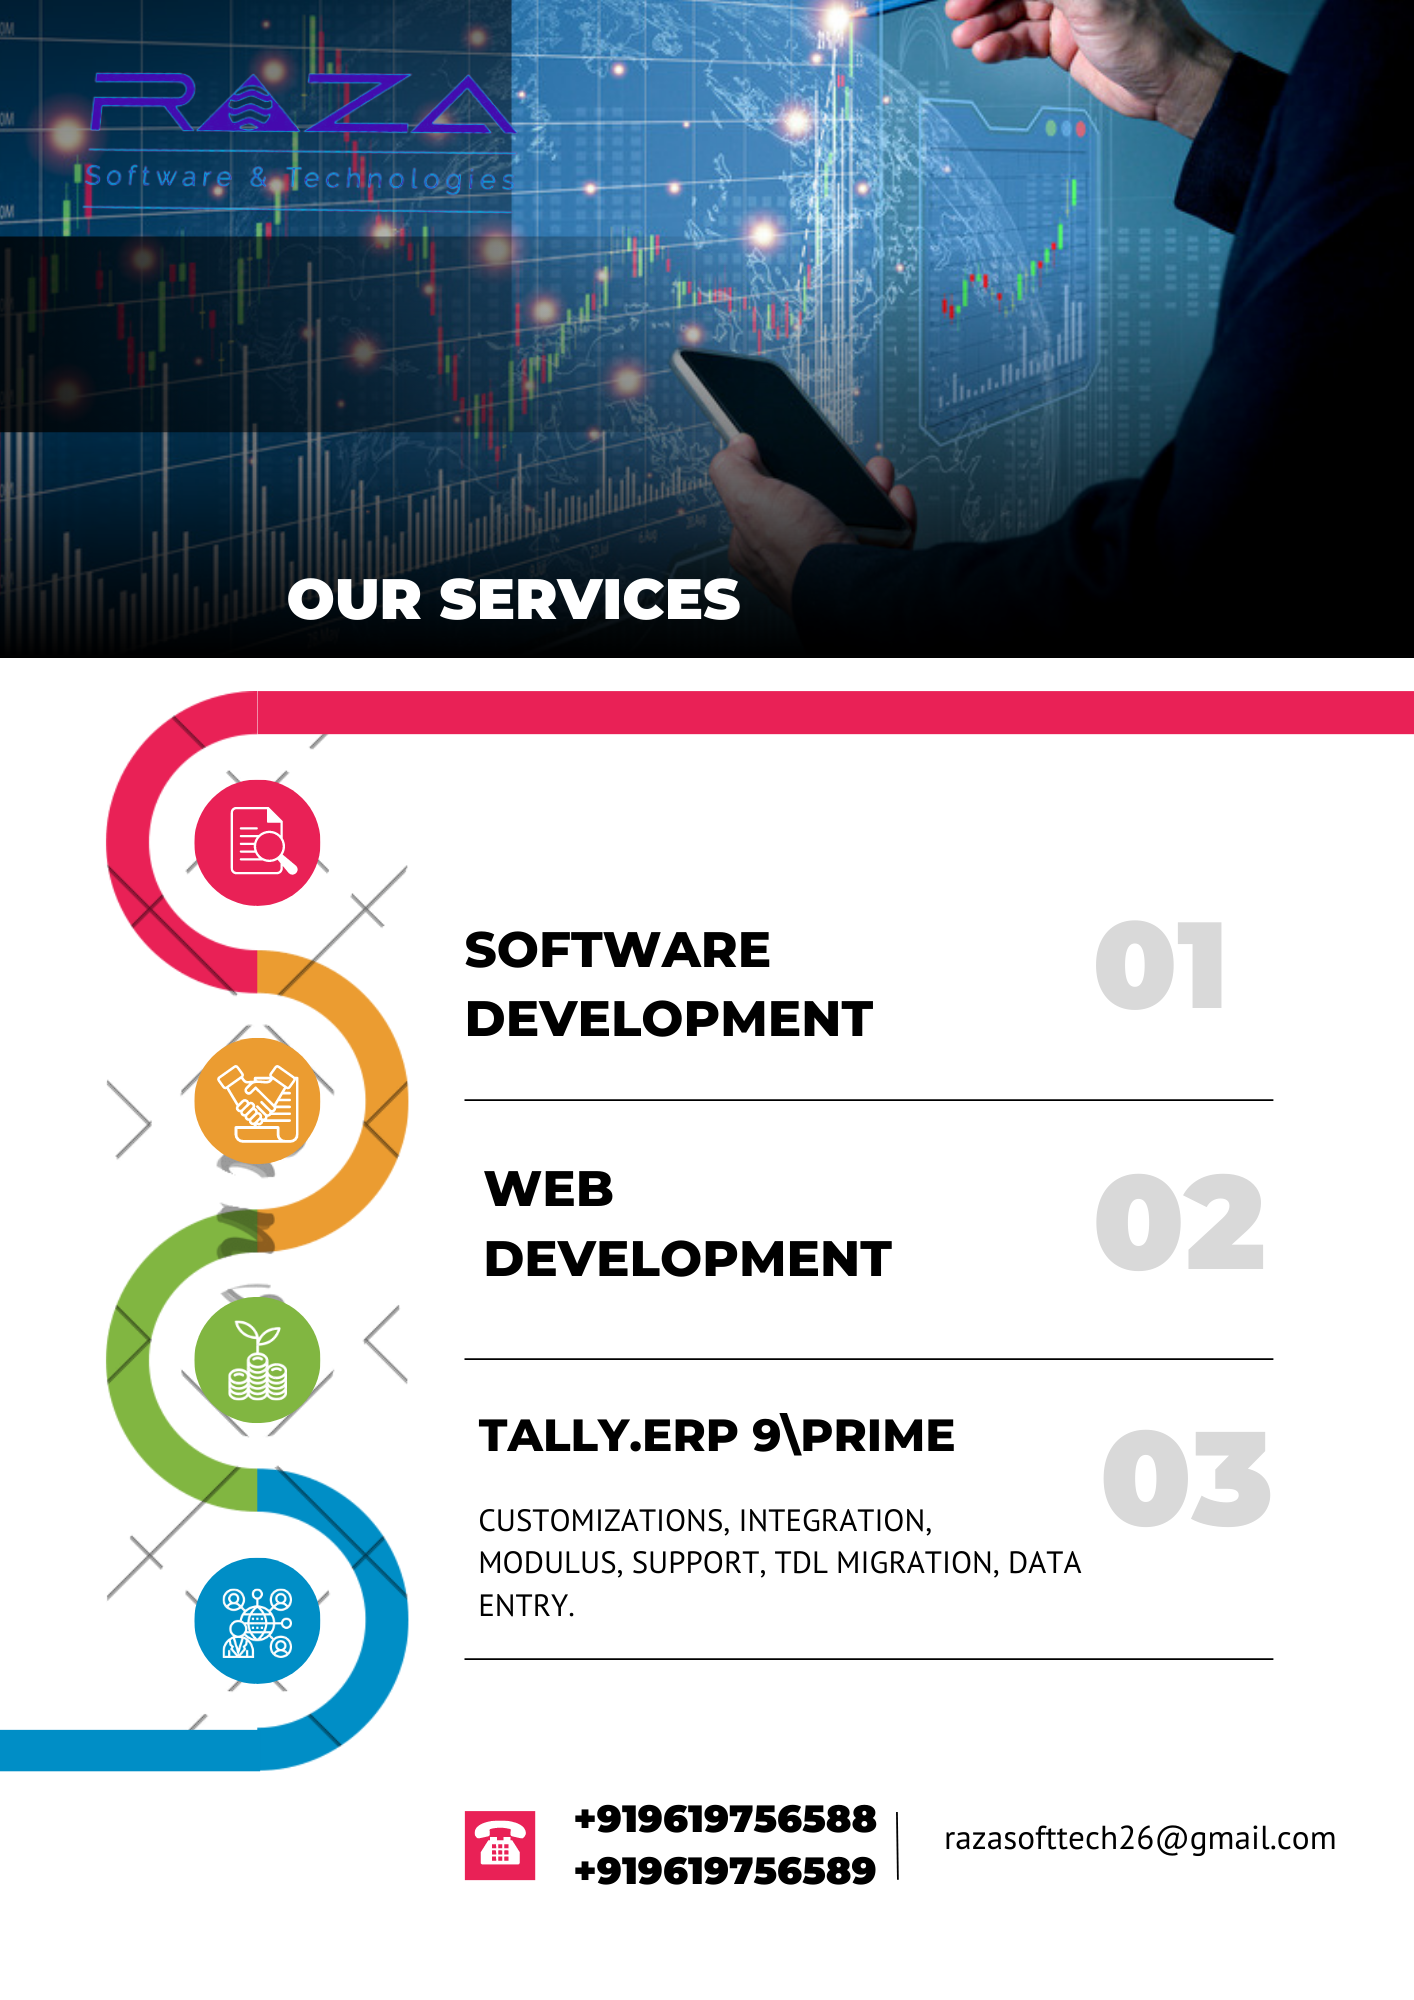 RAZA
Software & Technologies
OUR SERVICES
SOFTWARE
DEVELOPMENT
01
WEB
DEVELOPMENT
02
TALLY.ERP 9\PRIME
03
CUSTOMIZATIONS, INTEGRATION,
MODULUS, SUPPORT, TDL MIGRATION, DATA
ENTRY.
+919619756588
+919619756589
razasofttech26@gmail.com